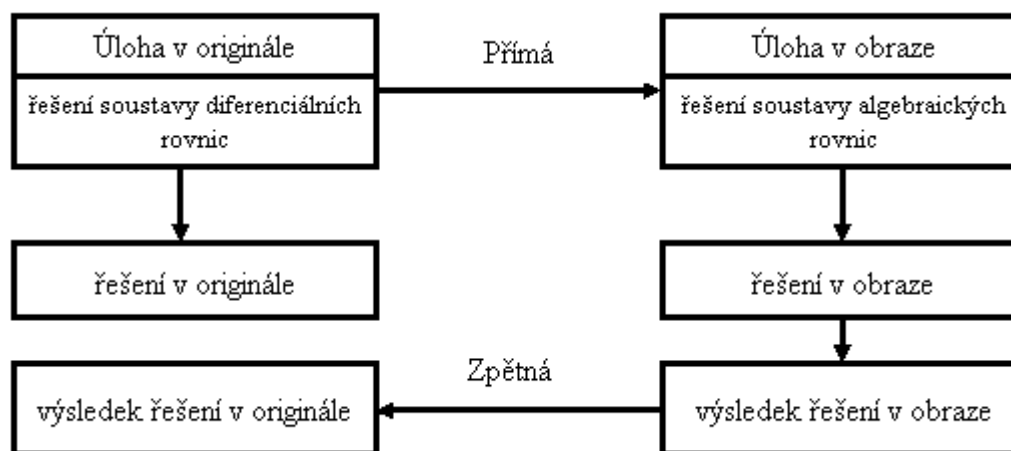 Úloha v originále
řešení soustavy diferenciálních
rovnic
Přímá
Úloha v obraze
řešení soustavy algebraických
rovnic
řešení v originále
řešení v obraze
Zpětná
výsledek řešení v originále
výsledek řešení v obraze